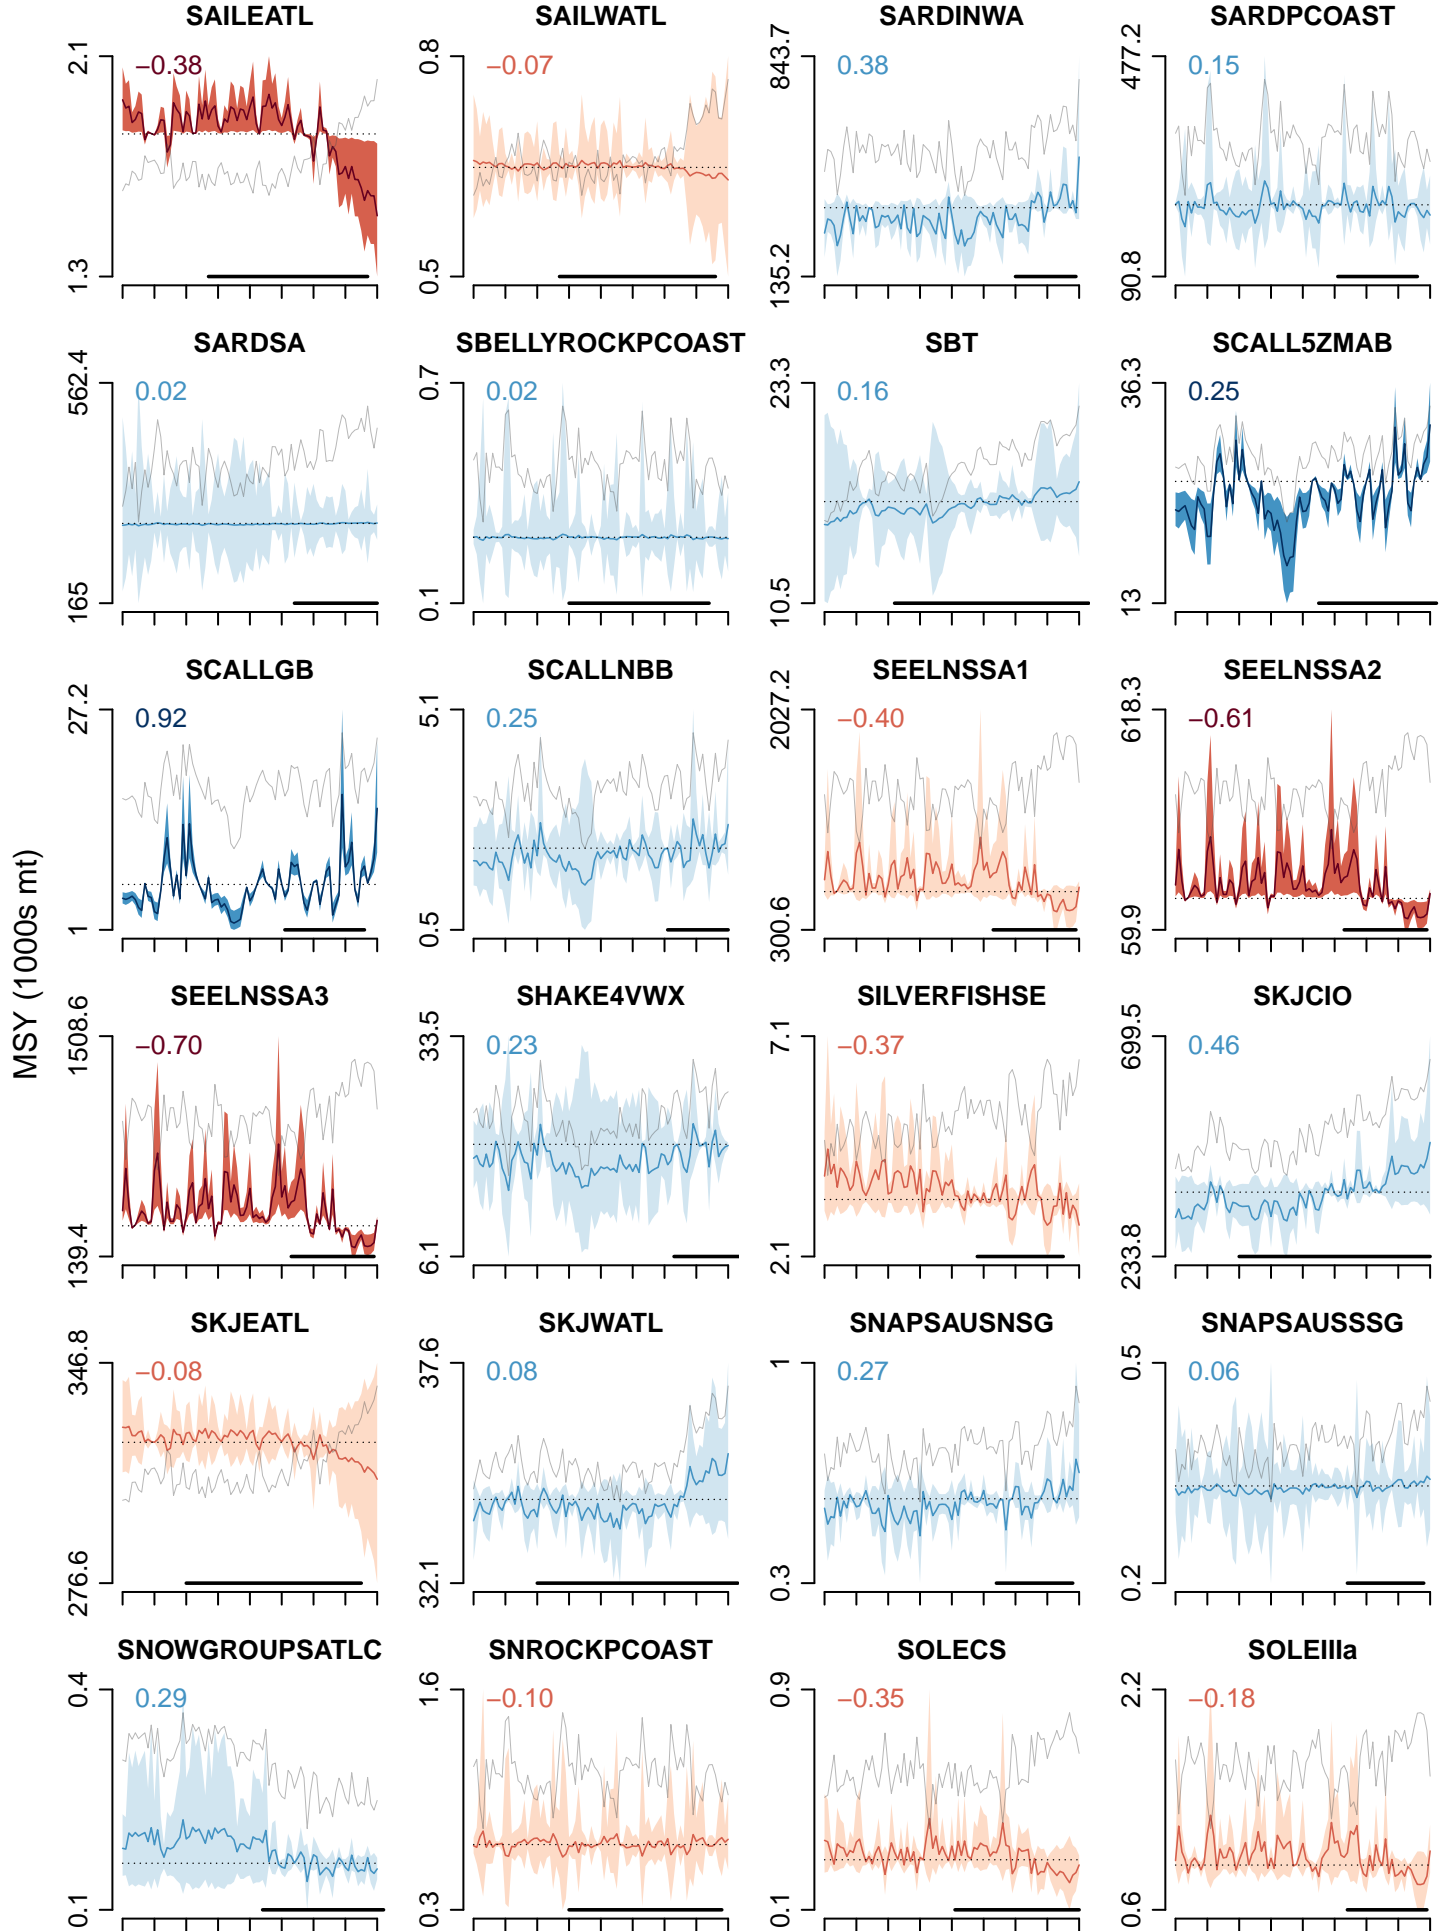 SAILEATL
SAILWATL
SARDINWA
SARDPCOAST
2.1
−0.38
1.3
0.8
−0.07
0.5
843.7
0.38
135.2
477.2
0.15
90.8
SARDSA
SBELLYROCKPCOAST
SBT
SCALL5ZMAB
562.4
0.02
165
0.7
0.02
0.1
23.3
0.16
10.5
36.3
0.25
13
MSY (1000s mt)
SCALLGB
SCALLNBB
SEELNSSA1
SEELNSSA2
27.2
0.92
1
5.1
0.25
0.5
2027.2
−0.40
300.6
618.3
−0.61
59.9
SEELNSSA3
SHAKE4VWX
SILVERFISHSE
SKJCIO
1508.6
−0.70
139.4
33.5
0.23
6.1
7.1
−0.37
2.1
699.5
0.46
233.8
SKJEATL
SKJWATL
SNAPSAUSNSG
SNAPSAUSSSG
346.8
−0.08
276.6
37.6
0.08
32.1
1
0.27
0.3
0.5
0.06
0.2
SNOWGROUPSATLC
SNROCKPCOAST
SOLECS
SOLEIIIa
0.4
0.29
0.1
1.6
−0.10
0.3
0.9
−0.35
0.1
2.2
−0.18
0.6